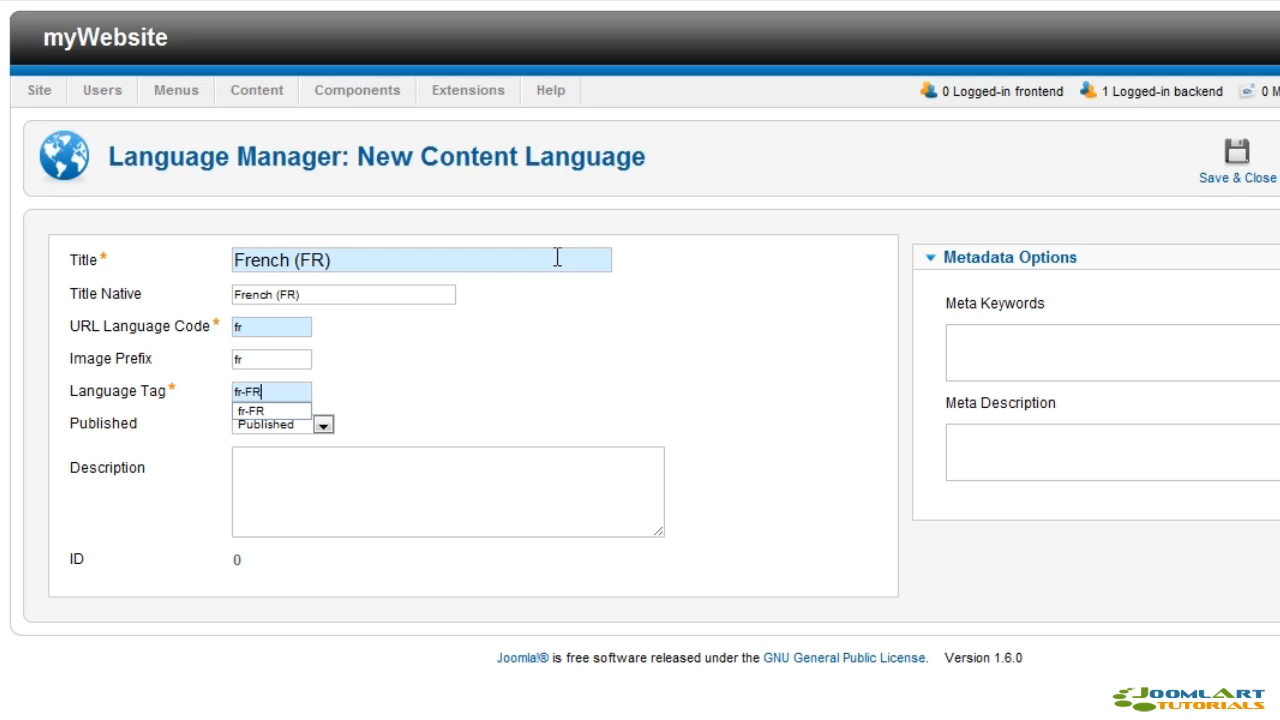 myWebsite
Site Users Menus Content Components Extensions Help 0 Logged-in frontend 1 Logged-in backend 0 M
Language Manager: New Content Language
Save & Close
Title* French (FR)
Title Native French (FR)
URL Language Code* fr
Image Prefix fr
Language Tag* fr-FR
fr-FR
Published Published
Description
ID 0
Metadata Options
Meta Keywords
Meta Description
Joomla!® is free software released under the GNU General Public License. Version 1.6.0
JOOMLART
TUTORIALS